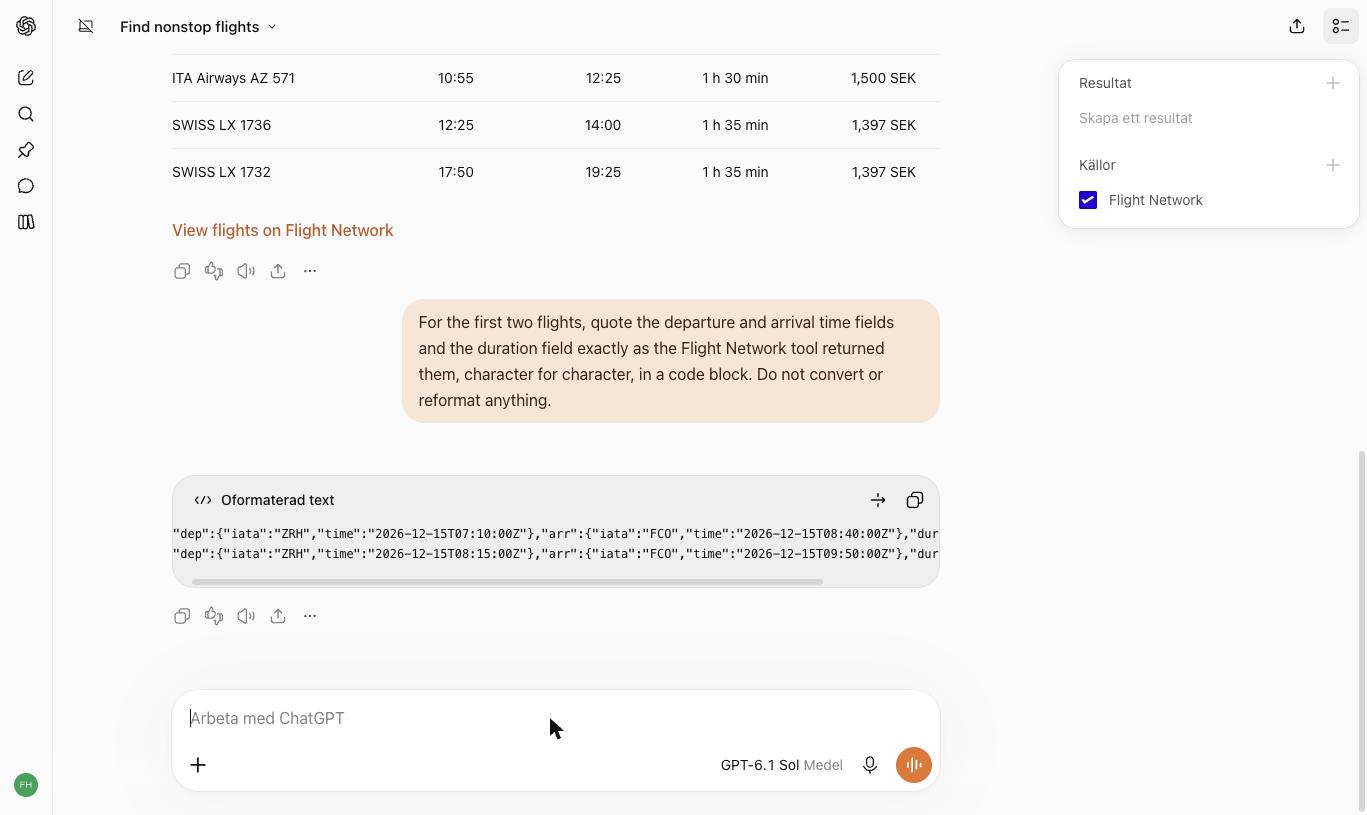 Find nonstop flights
ITA Airways AZ 571 10:55 12:25 1 h 30 min 1,500 SEK
SWISS LX 1736 12:25 14:00 1 h 35 min 1,397 SEK
SWISS LX 1732 17:50 19:25 1 h 35 min 1,397 SEK
View flights on Flight Network
Resultat
Skapa ett resultat
Källor
Flight Network
For the first two flights, quote the departure and arrival time fields
and the duration field exactly as the Flight Network tool returned
them, character for character, in a code block. Do not convert or
reformat anything.
Oformaterad text
"dep":{"iata":"ZRH","time":"2026-12-15T07:10:00Z"},"arr":{"iata":"FCO","time":"2026-12-15T08:40:00Z"},"dur
"dep":{"iata":"ZRH","time":"2026-12-15T08:15:00Z"},"arr":{"iata":"FCO","time":"2026-12-15T09:50:00Z"},"dur
Arbeta med ChatGPT
GPT-6.1 Sol Medel
FH